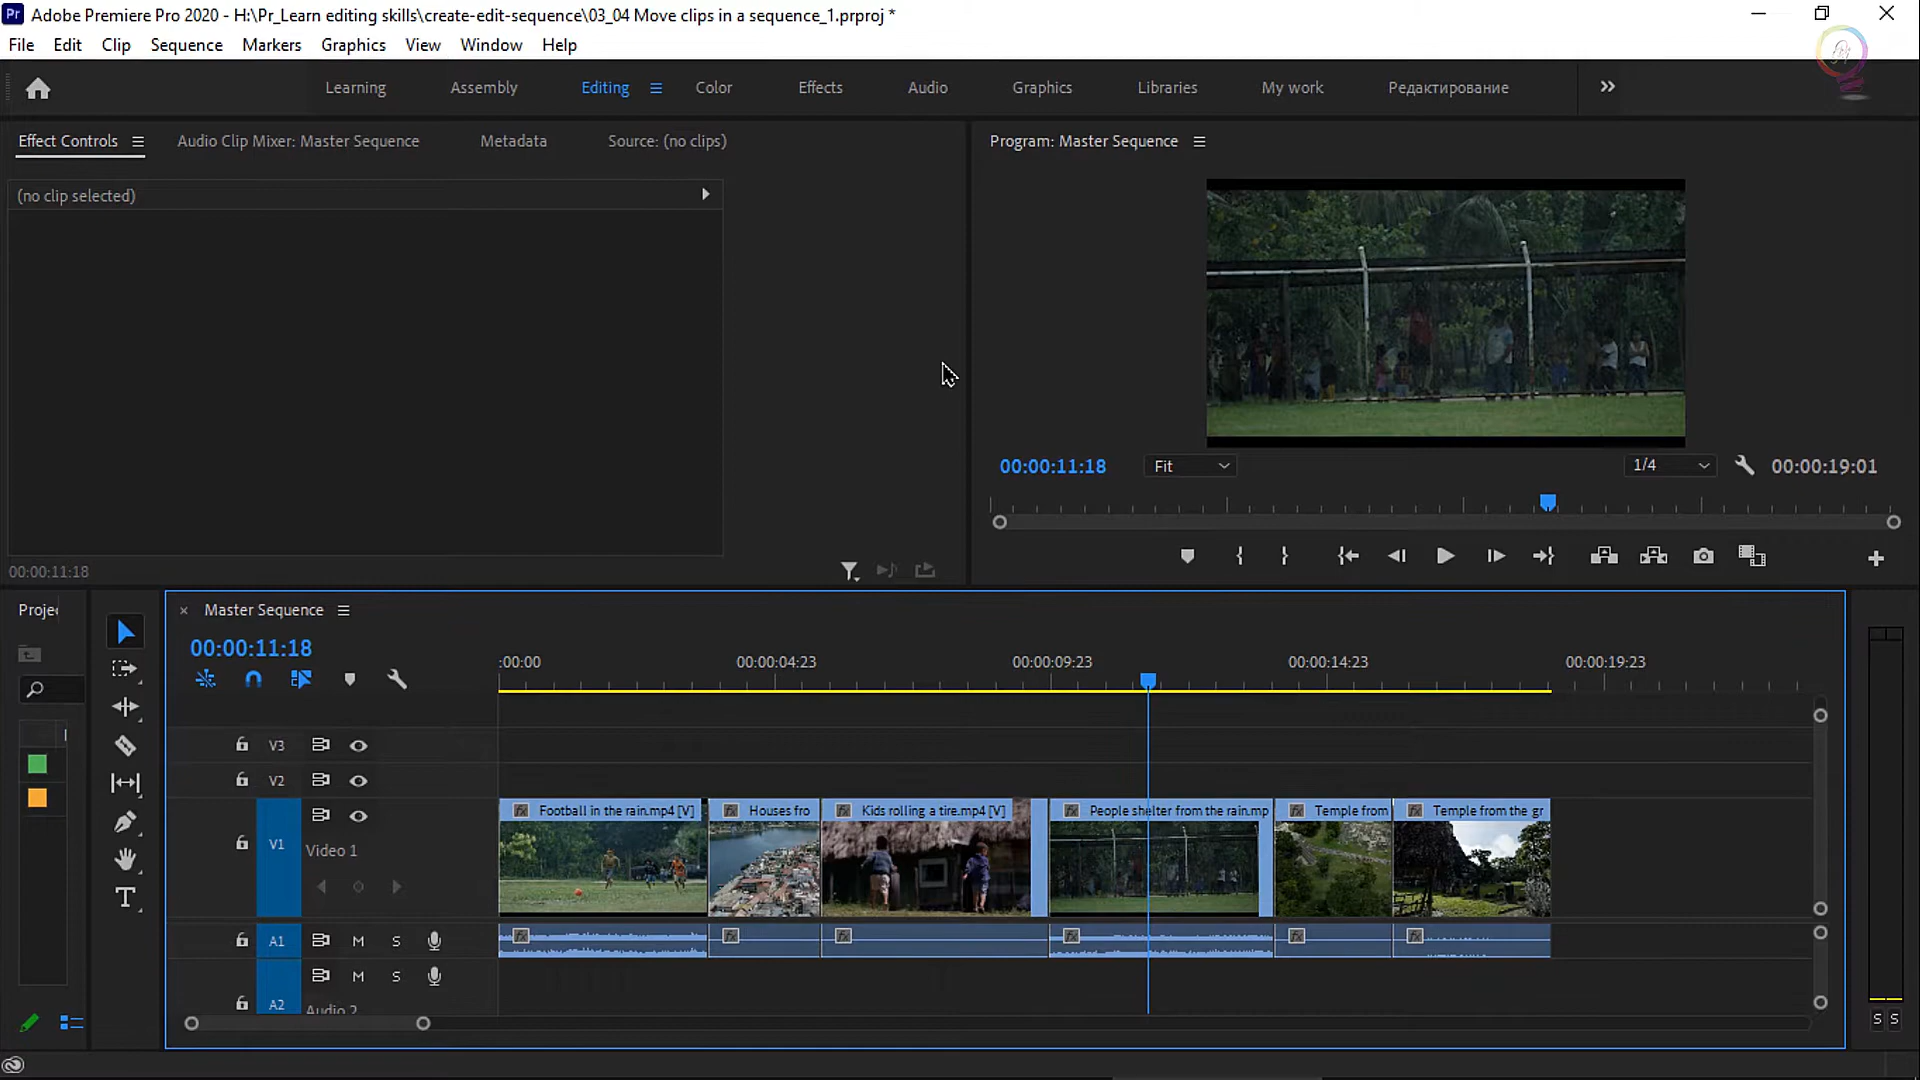 Pr Adobe Premiere Pro 2020 - H:\Pr_Learn editing skills\create-edit-sequence\03_04 Move clips in a sequence_1.prproj *
File Edit Clip Sequence Markers Graphics View Window Help
Learning Assembly Editing Color Effects Audio Graphics Libraries My work Редактирование
Effect Controls Audio Clip Mixer: Master Sequence Metadata Source: (no clips) Program: Master Sequence
(no clip selected)
00:00:11:18 Fit 1/4 00:00:19:01
00:00:11:18
Projec
Master Sequence
00:00:11:18
:00:00 00:00:04:23 00:00:09:23 00:00:14:23 00:00:19:23
V3
V2
Football in the rain.mp4 [V] Houses fro Kids rolling a tire.mp4 [V] People shelter from the rain.mp Temple from Temple from the gr
V1 Video 1
A1 M S
M S
A2 Audio 2
S S
T